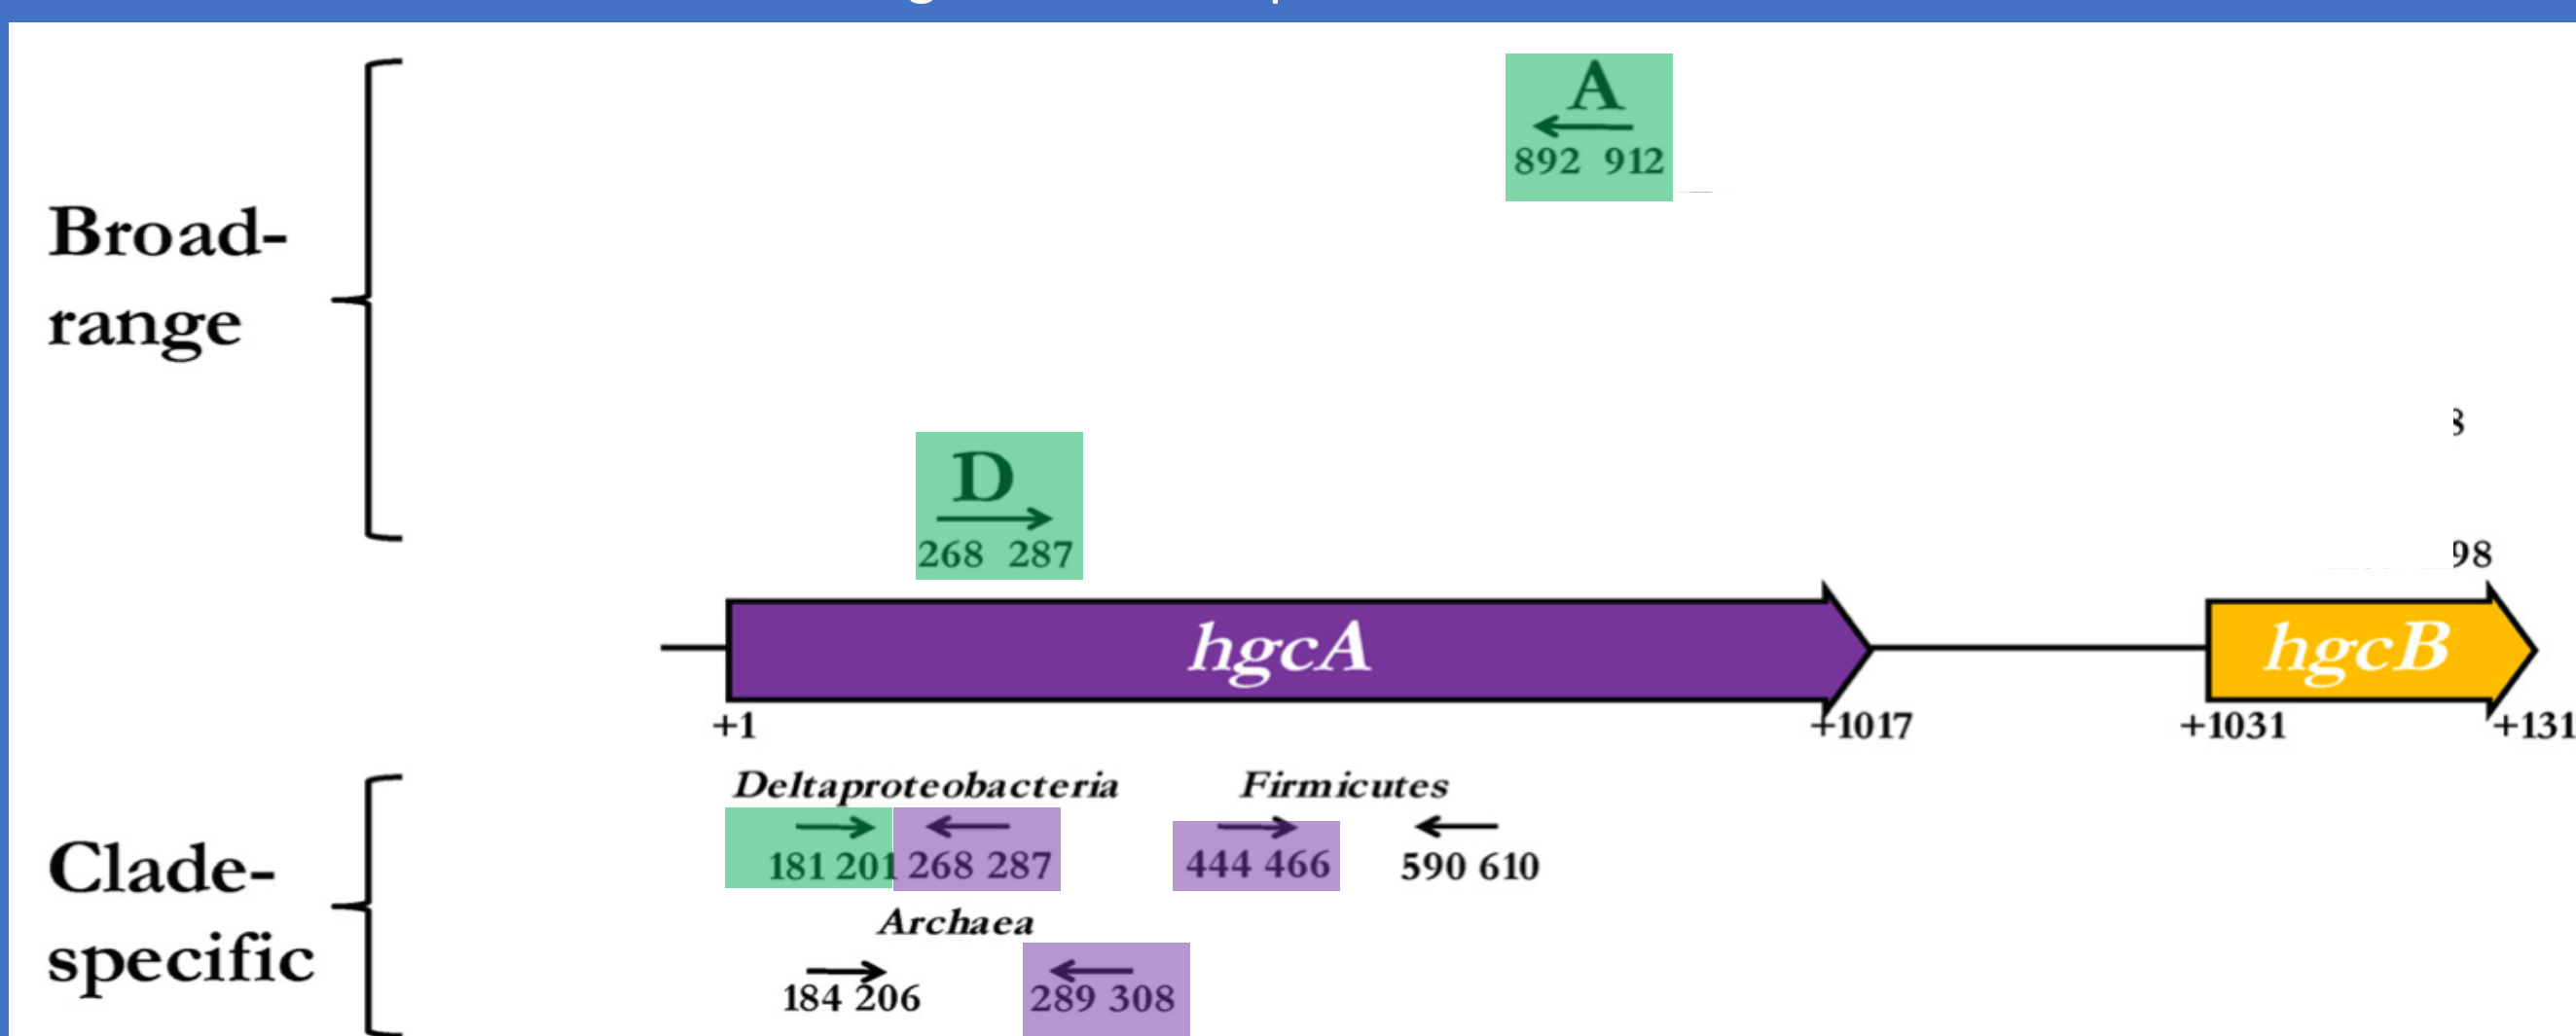 A
892 912
Broad-
range
D
268 287
98
hgcA
hgcB
+1
+1017
+1031
+131
Deltaproteobacteria
Firmicutes
181 201 268 287
444 466
590 610
Clade-
specific
Archaea
184 206
289 308